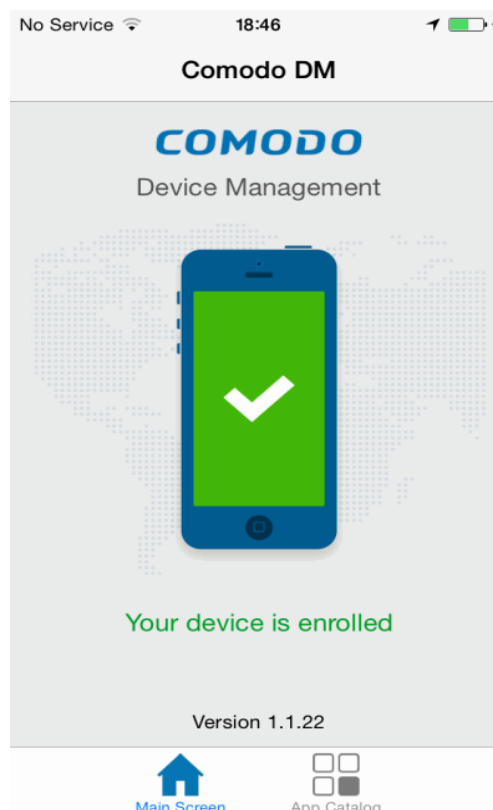 No Service 18:46
Comodo DM
COMODO
Device Management
Your device is enrolled
Version 1.1.22
Main Screen App Catalog